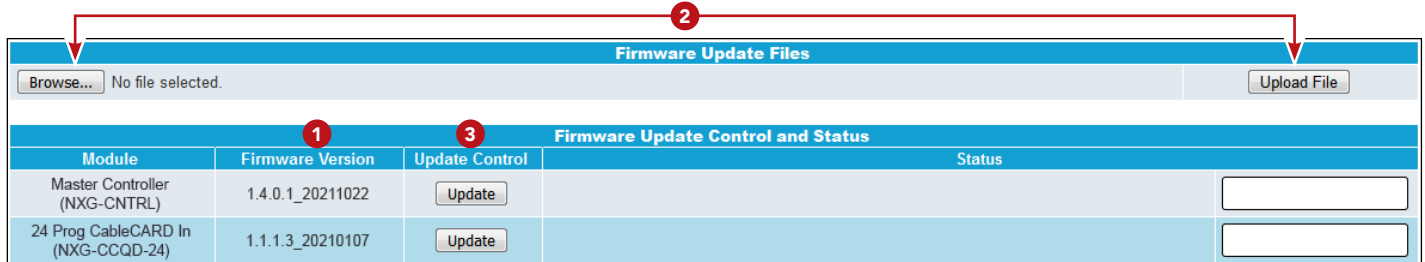 2
Firmware Update Files
Browse... No file selected. Upload File
1 3
Firmware Update Control and Status
Module Firmware Version Update Control Status
Master Controller
(NXG-CNTRL) 1.4.0.1_20211022 Update
24 Prog CableCARD In
(NXG-CCQD-24) 1.1.1.3_20210107 Update